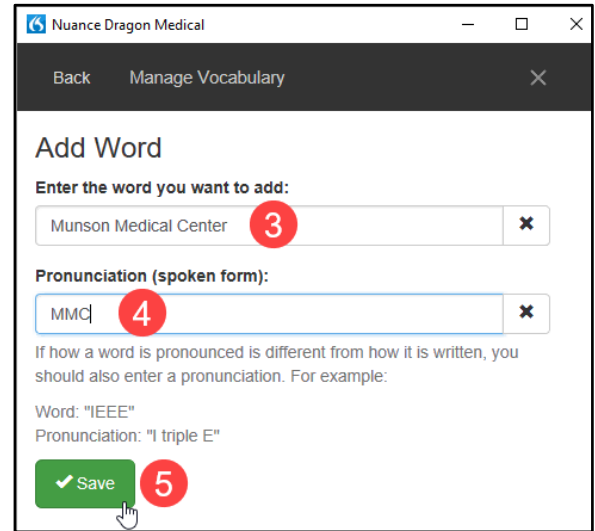 Nuance Dragon Medical
Back Manage Vocabulary
Add Word
Enter the word you want to add:
Munson Medical Center 3
Pronunciation (spoken form):
MMC 4
If how a word is pronounced is different from how it is written, you
should also enter a pronunciation. For example:
Word: "IEEE"
Pronunciation: "I triple E"
Save 5